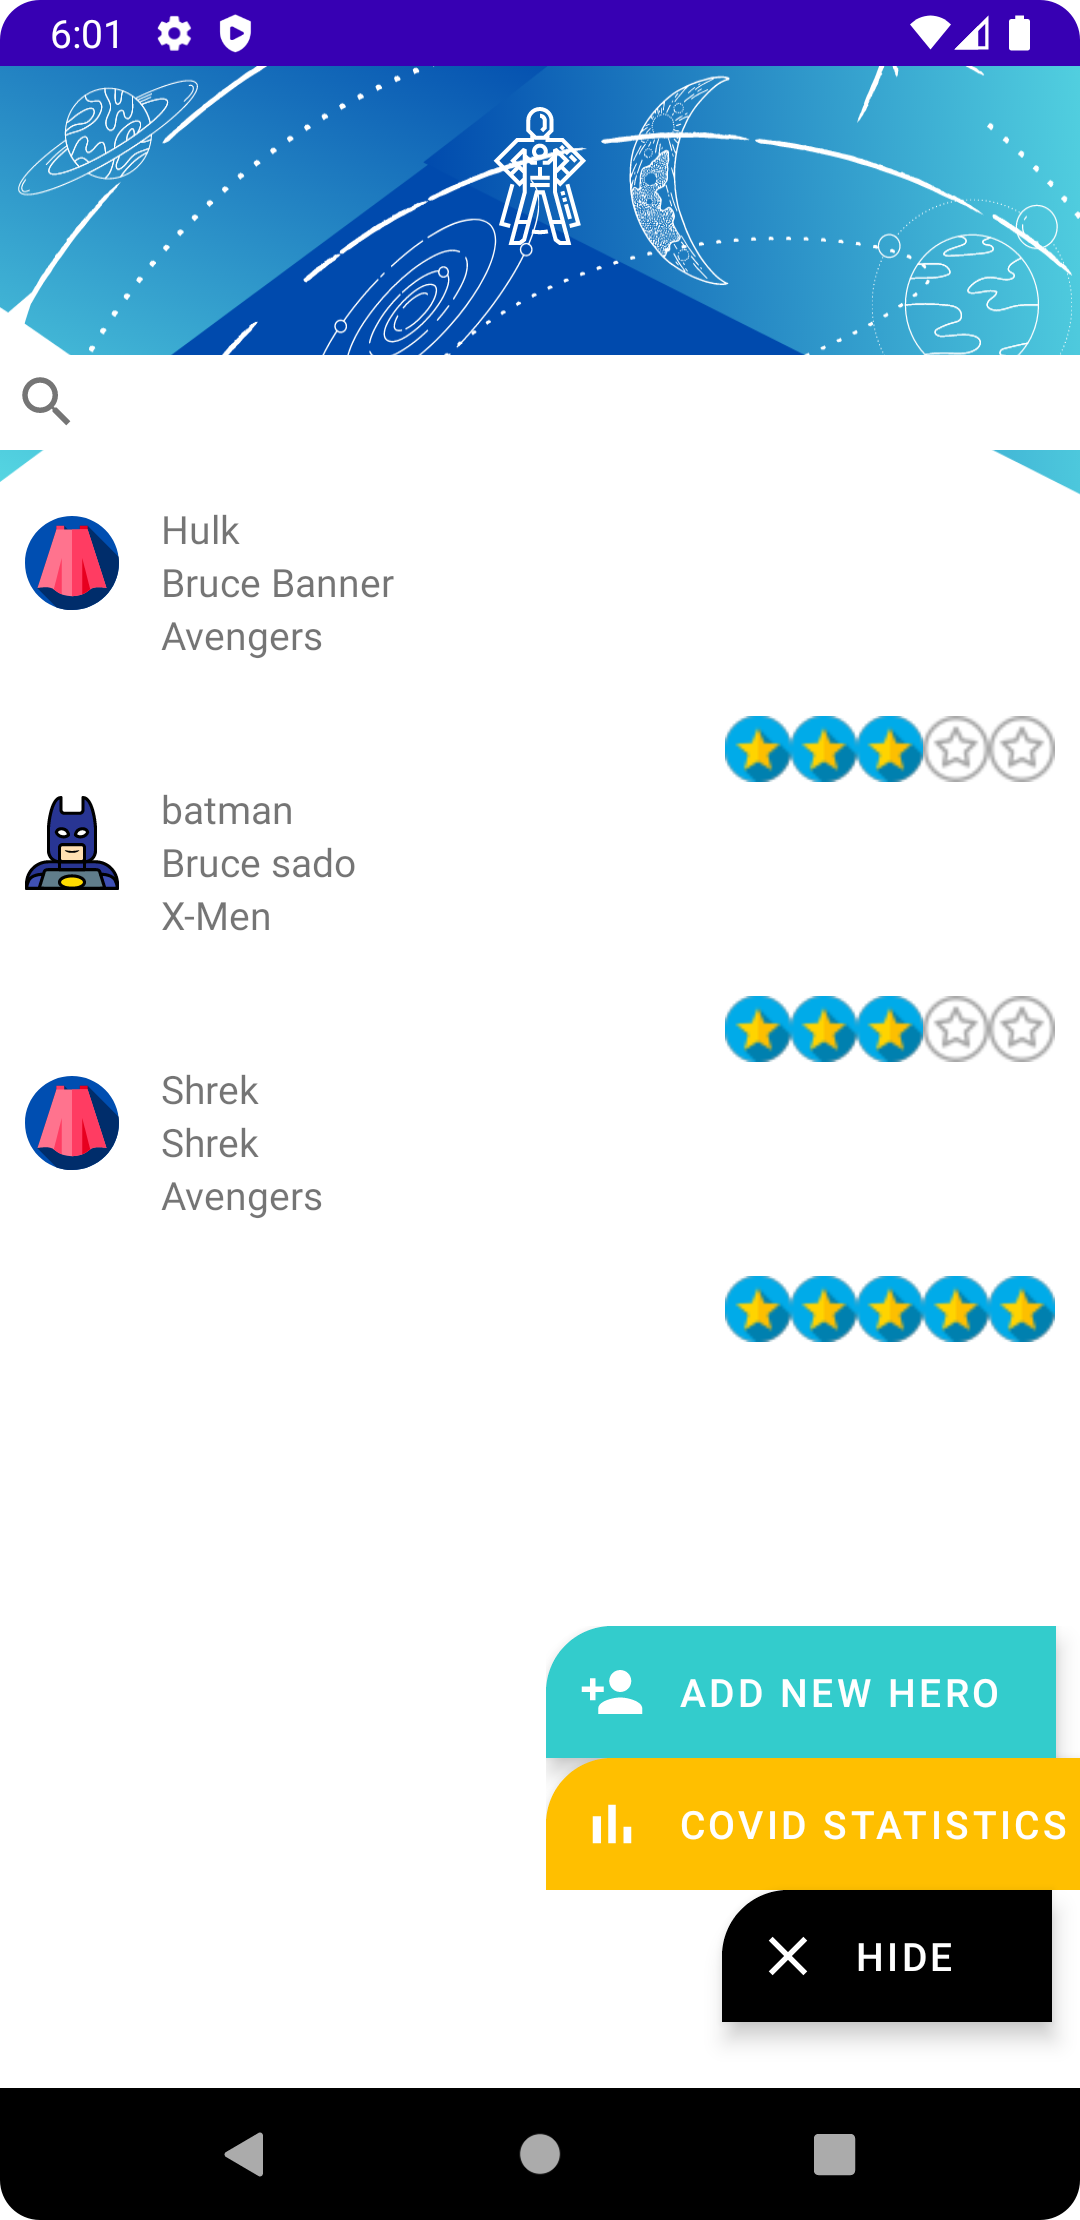 6:01
Hulk
Bruce Banner
Avengers
batman
Bruce sado
X-Men
Shrek
Shrek
Avengers
ADD NEW HERO
COVID STATISTICS
HIDE